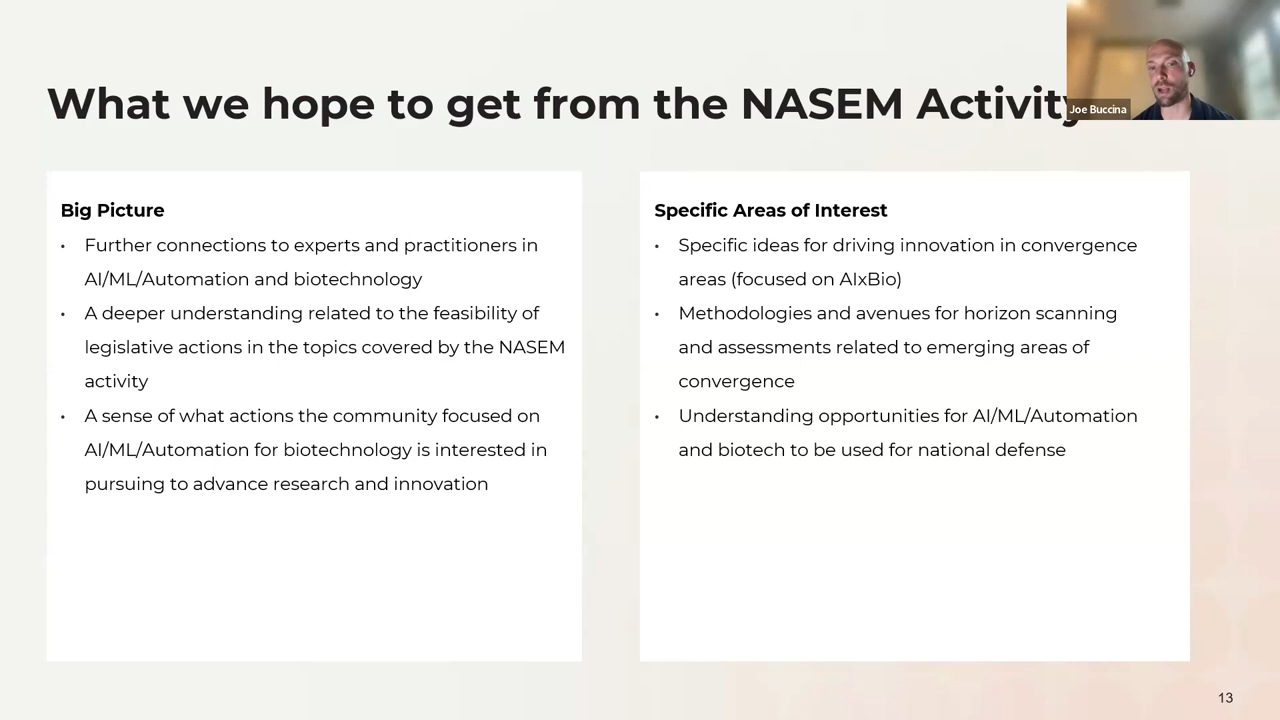 What we hope to get from the NASEM Activity
Joe Buccina
Big Picture
• Further connections to experts and practitioners in
AI/ML/Automation and biotechnology
• A deeper understanding related to the feasibility of
legislative actions in the topics covered by the NASEM
activity
• A sense of what actions the community focused on
AI/ML/Automation for biotechnology is interested in
pursuing to advance research and innovation
Specific Areas of Interest
• Specific ideas for driving innovation in convergence
areas (focused on AIxBio)
• Methodologies and avenues for horizon scanning
and assessments related to emerging areas of
convergence
• Understanding opportunities for AI/ML/Automation
and biotech to be used for national defense
13